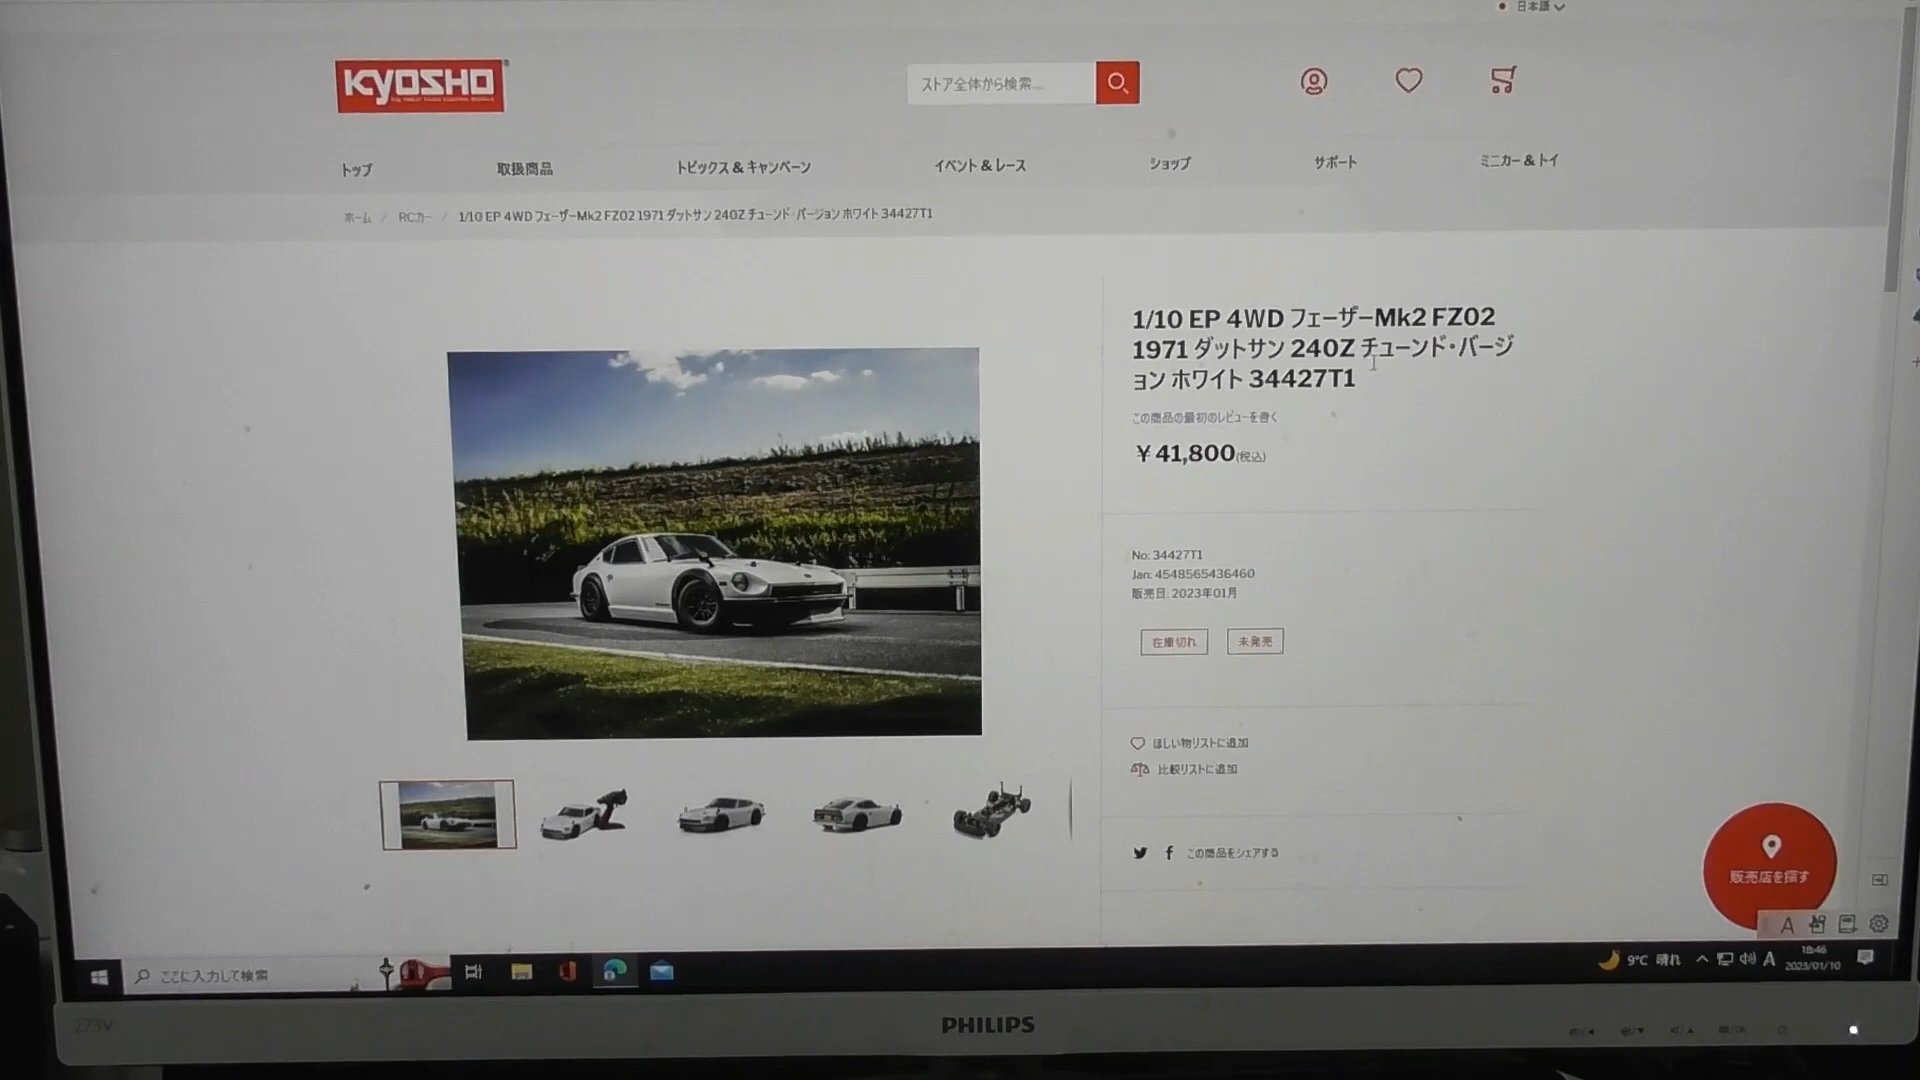 日本語
KYOSHO
ストア全体から検索...
トップ
取扱商品
トピックス & キャンペーン
イベント & レース
ショップ
サポート
ミニカー & トイ
ホーム / RCカー / 1/10 EP 4WD フェーザーMk2 FZ02 1971 ダットサン 240Z チューンド・バージョン ホワイト 34427T1
1/10 EP 4WD フェーザーMk2 FZ02
1971 ダットサン 240Z チューンド・バージ
ョン ホワイト 34427T1
この商品の最初のレビューを書く
￥41,800(税込)
No: 34427T1
Jan: 4548565436460
販売日: 2023年01月
在庫切れ
未発売
ほしい物リストに追加
比較リストに追加
この商品をシェアする
販売店を探す
A
ここに入力して検索
9°C 晴れ
A
18:46
2023/01/10
273V
PHILIPS